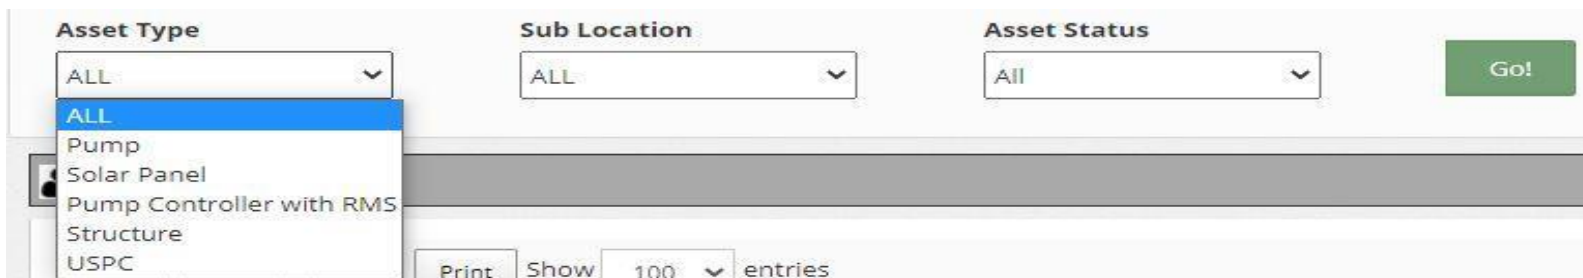 Asset Type Sub Location Asset Status
ALL ALL All Go!
ALL
Pump
Solar Panel
Pump Controller with RMS
Structure
USPC
Print Show 100 entries